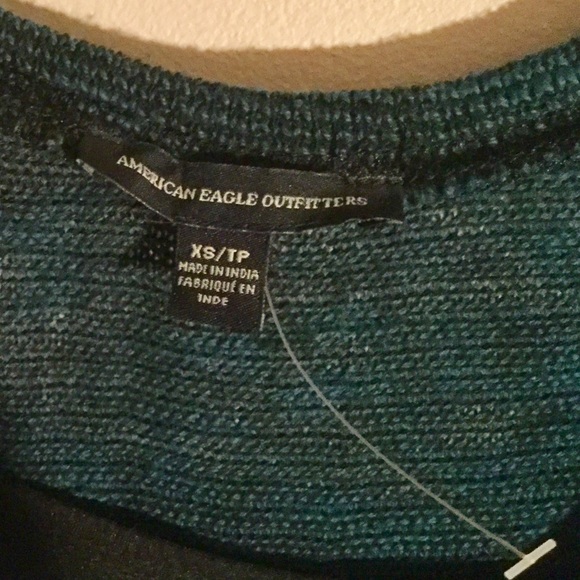 AMERICAN EAGLE OUTFITTERS
XS/TP
MADE IN INDIA
FABRIQUÉ EN
INDE